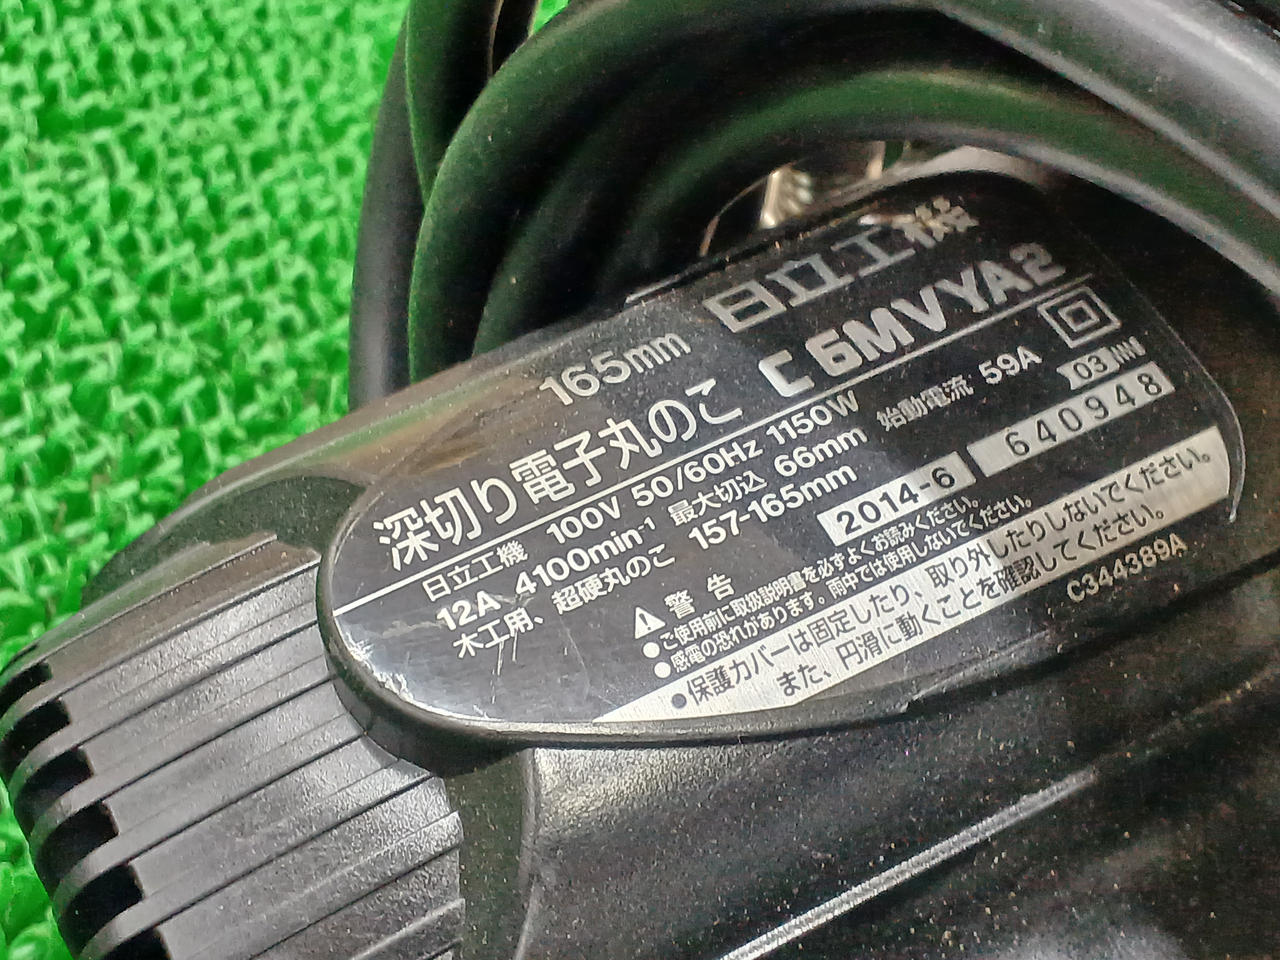 日立工機
165mm
深切り電子丸のこ C 6MVYA2
日立工機 100V 50/60Hz 1150W
12A 4100min-1 最大切込 66mm 始動電流 59A
木工用、超硬丸のこ 157-165mm
03
2014-6 640948
警告
●ご使用前に取扱説明書を必ずよくお読みください。
●感電の恐れがあります。雨中では使用しないでください。
●保護カバーは固定したり、取り外したりしないでください。
また、円滑に動くことを確認してください。
C344389A